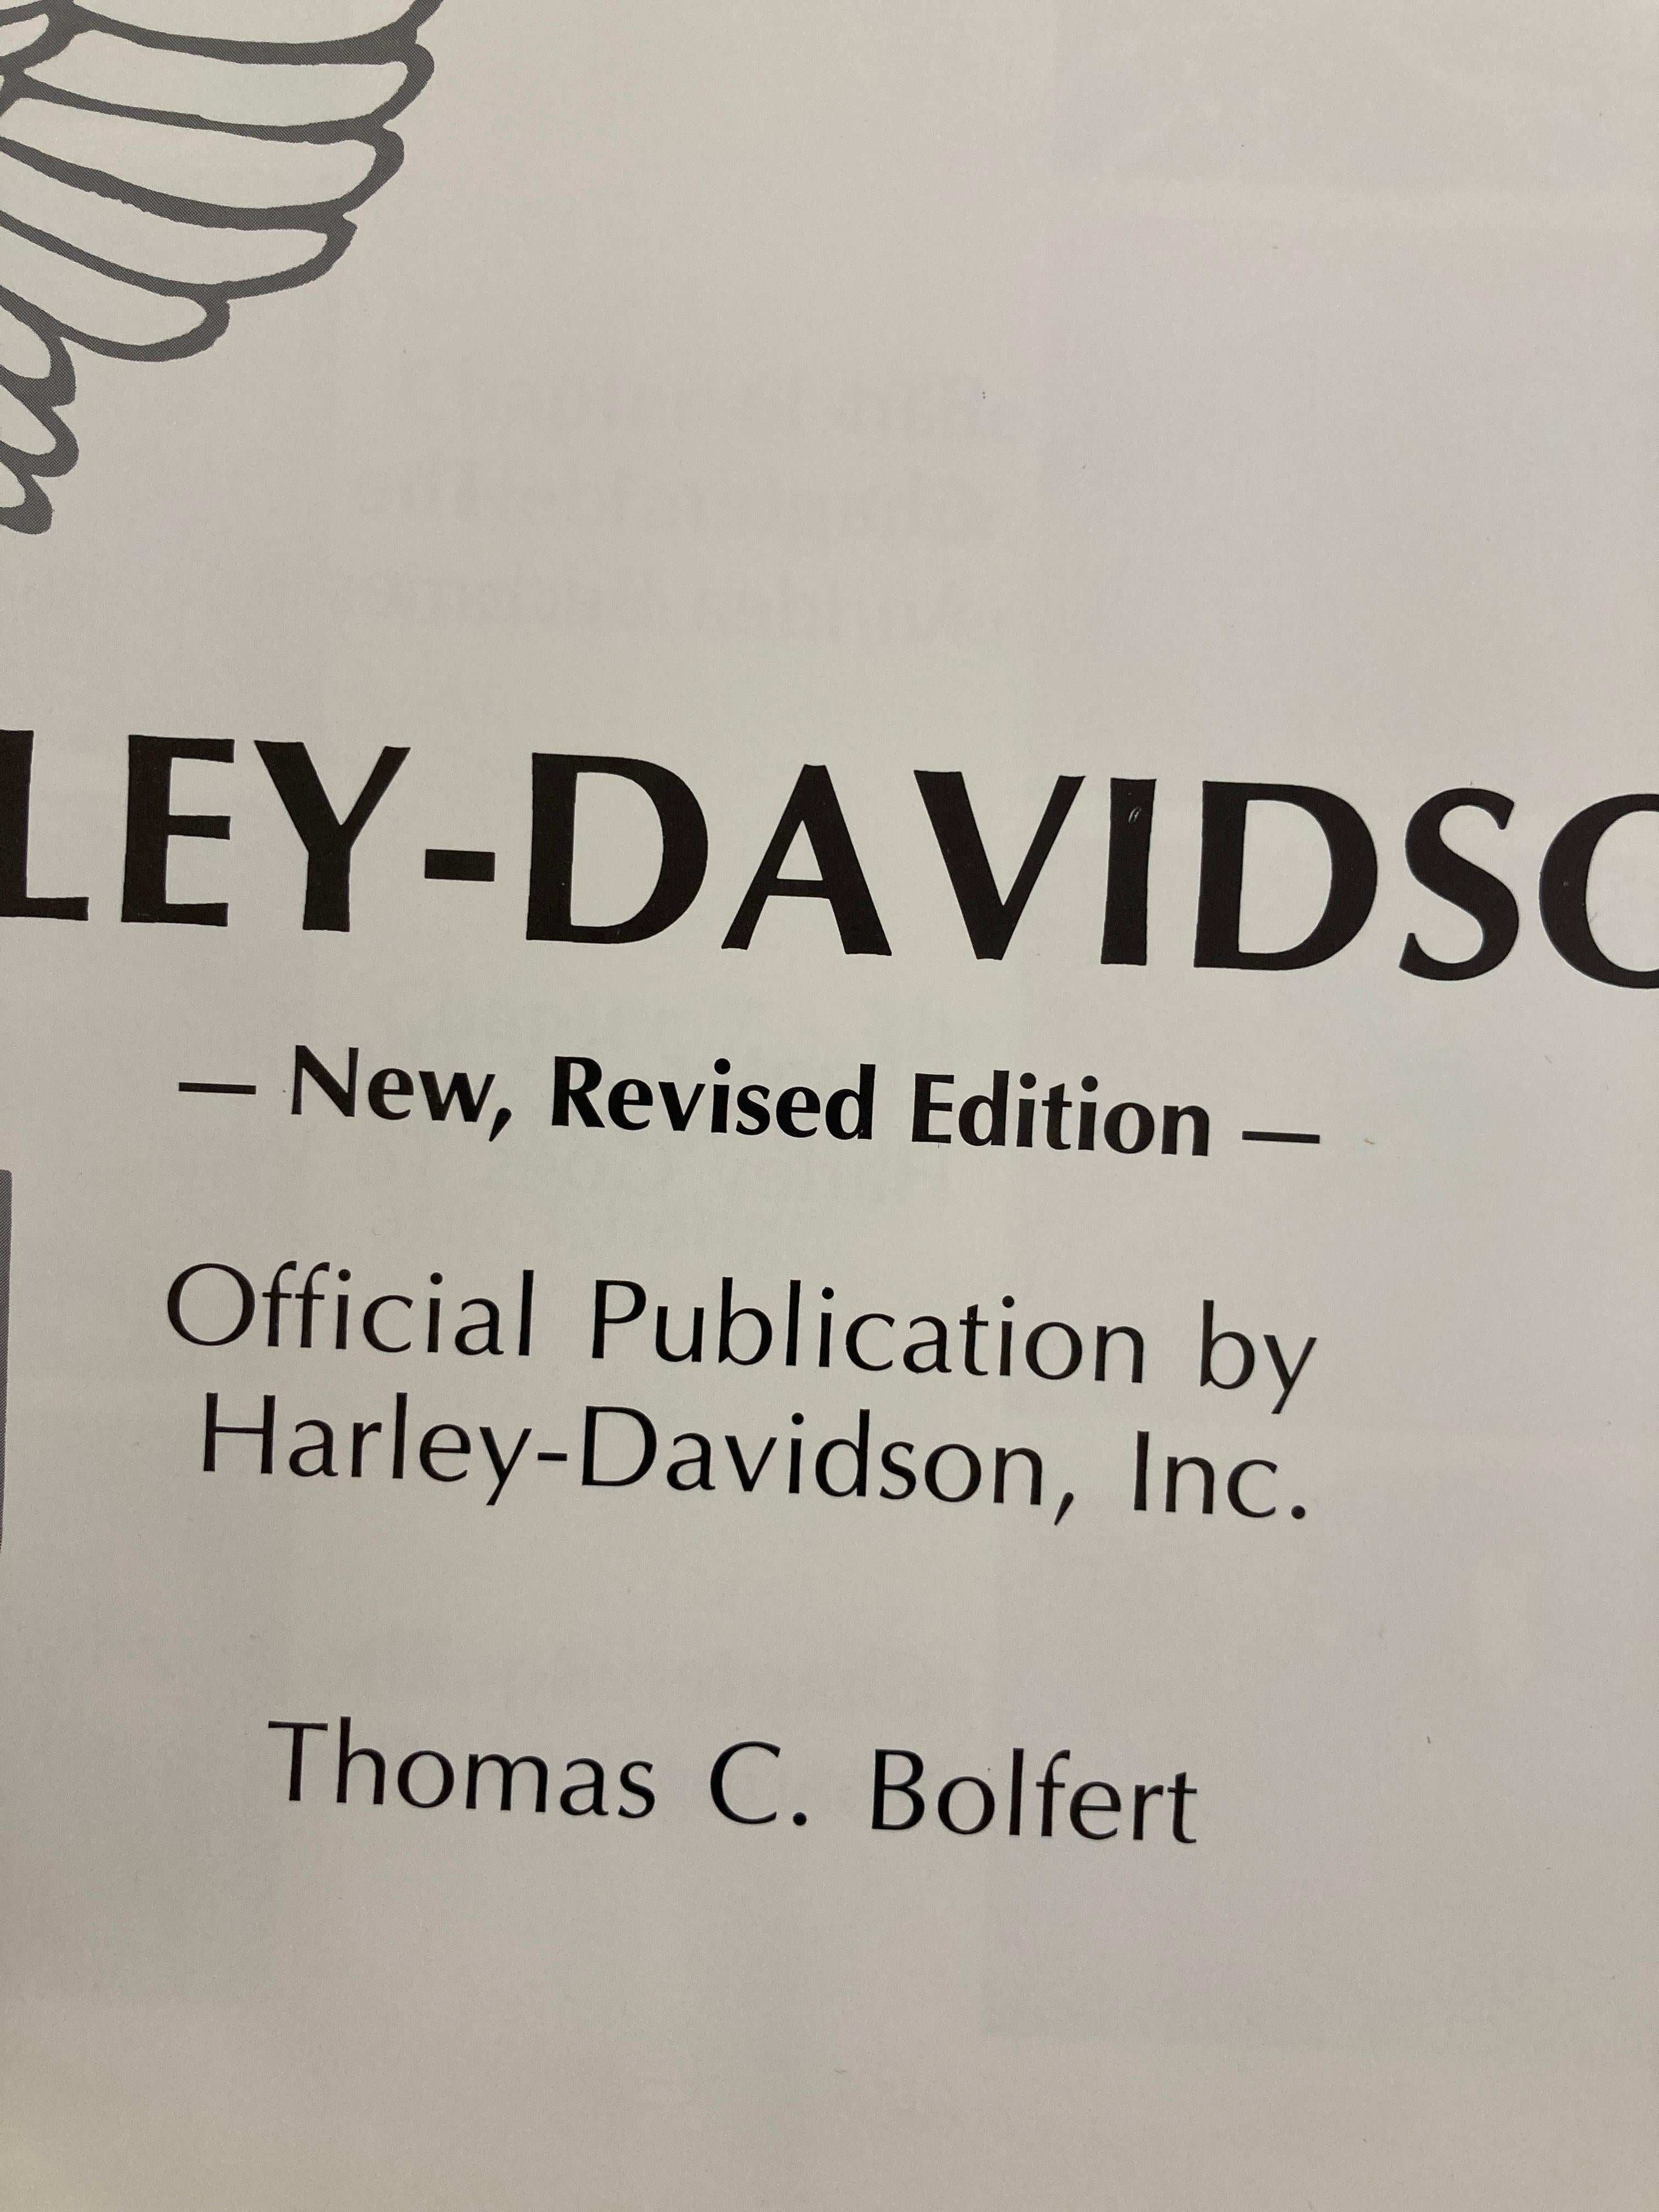 LEY-DAVIDSO
— New, Revised Edition —
Official Publication by
Harley-Davidson, Inc.
Thomas C. Bolfert